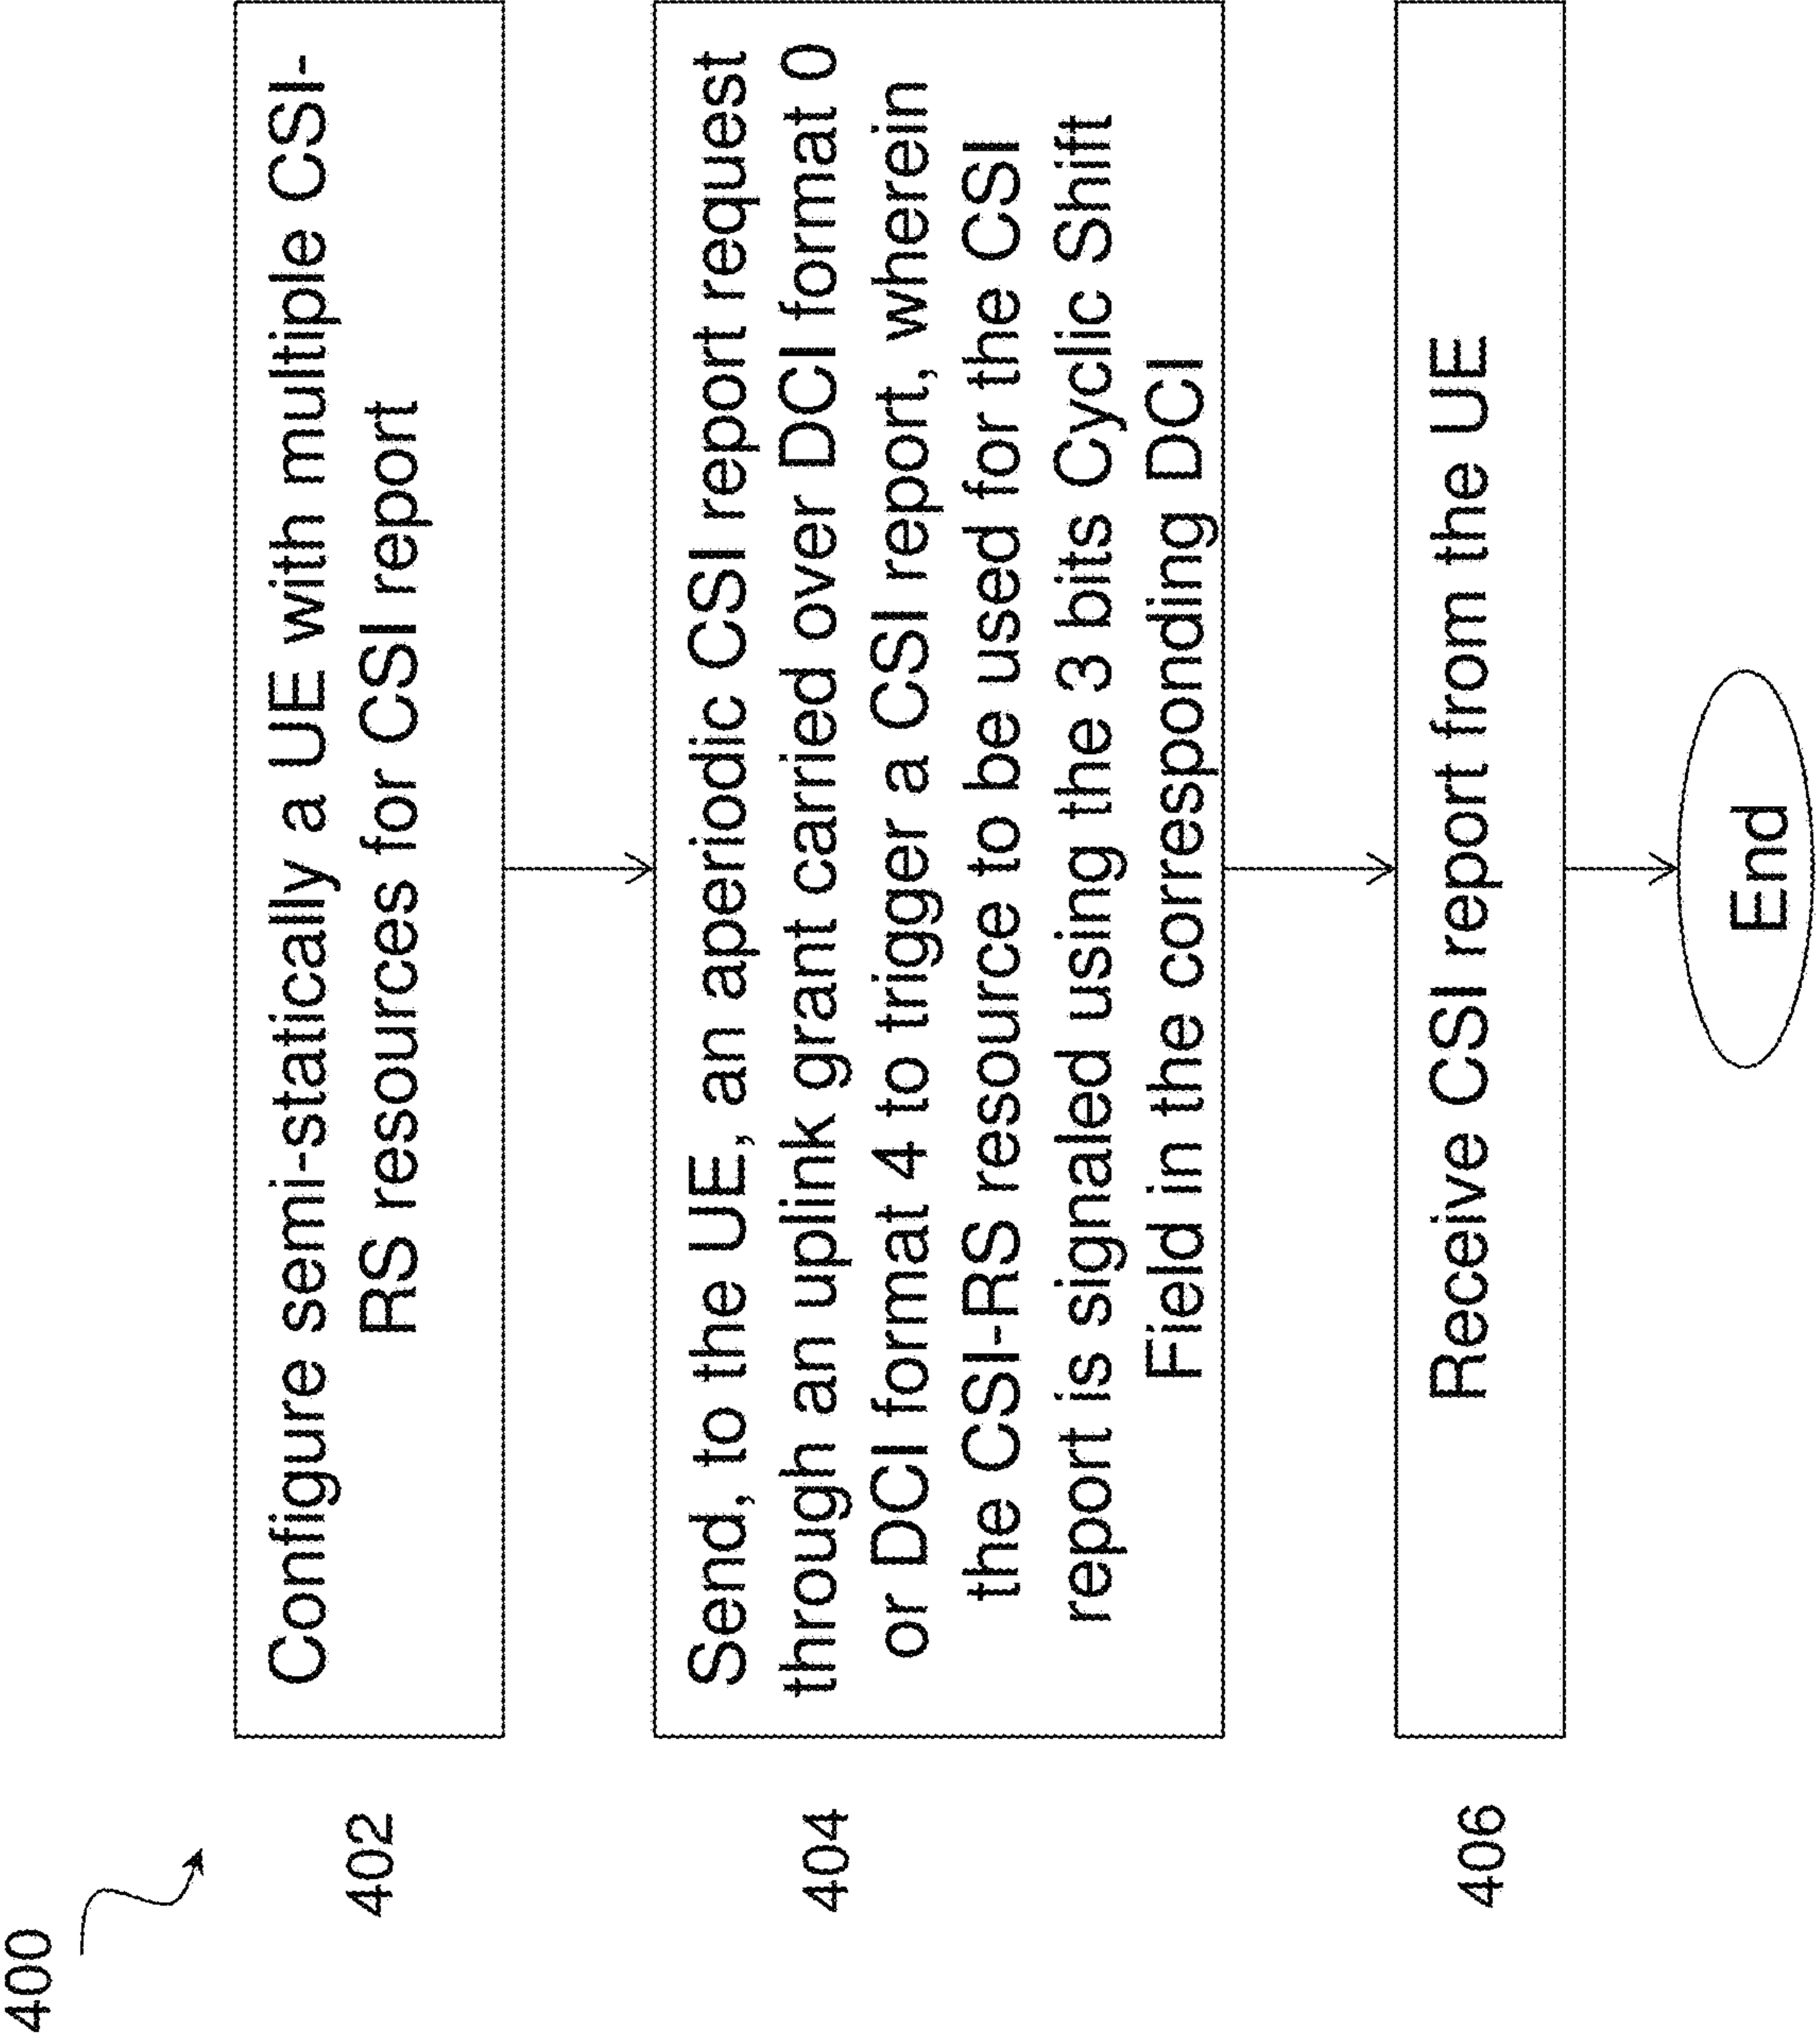 400
402
Configure semi-statically a UE with multiple CSI-
RS resources for CSI report
404
Send, to the UE, an aperiodic CSI report request
through an uplink grant carried over DCI format 0
or DCI format 4 to trigger a CSI report, wherein
the CSI-RS resource to be used for the CSI
report is signaled using the 3 bits Cyclic Shift
Field in the corresponding DCI
406
Receive CSI report from the UE
End